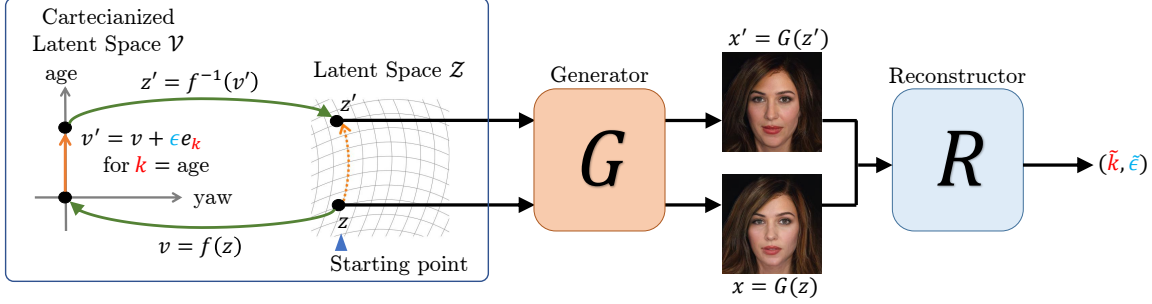 Cartecianized
Latent Space 𝒱
age
z′ = f⁻¹(v′)
v′ = v + ϵe_k
for k = age
yaw
v = f(z)
Latent Space 𝒵
z′
z
Starting point
Generator
G
x′ = G(z′)
x = G(z)
Reconstructor
R
(k̃, ϵ̃)